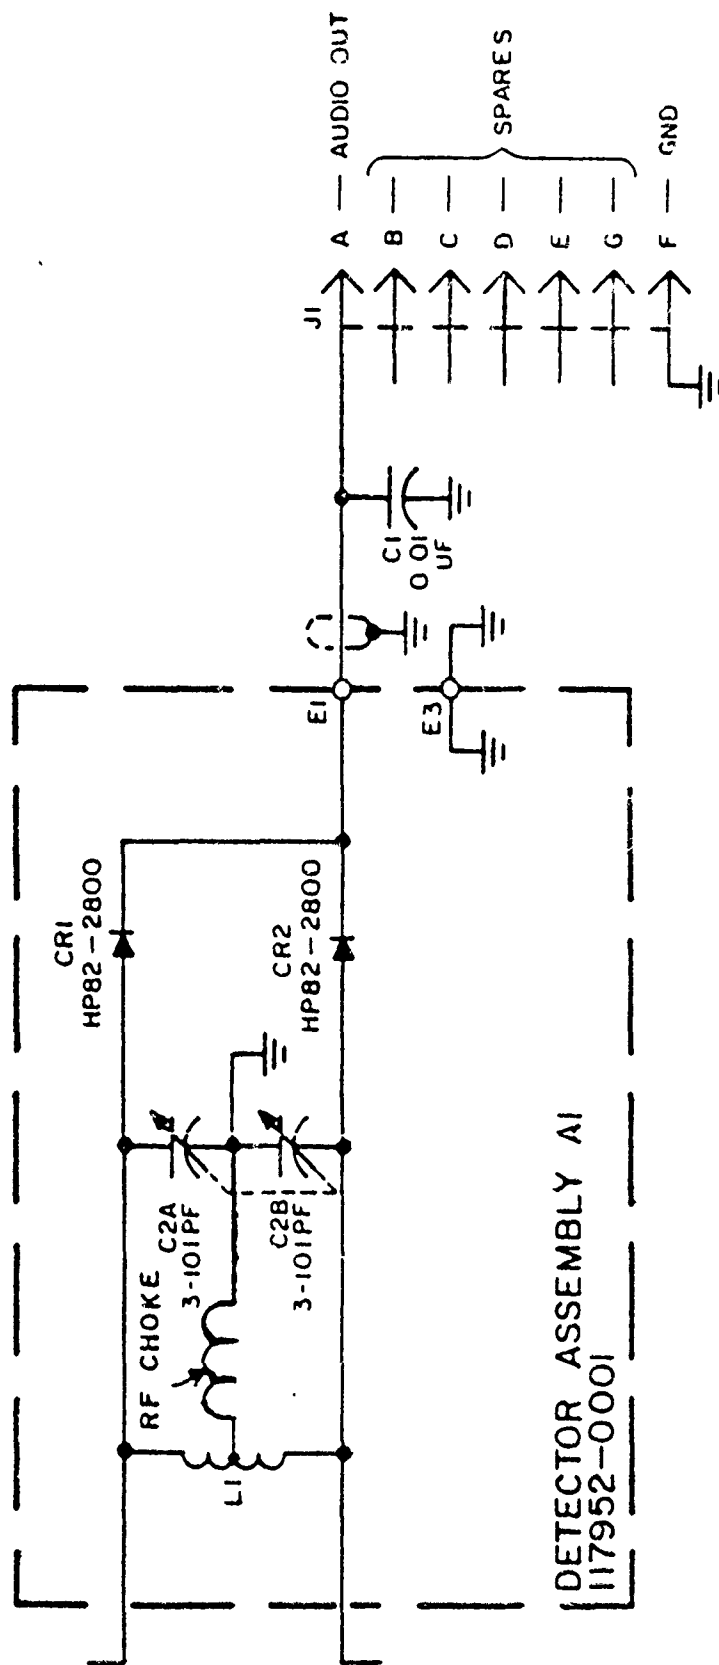 DETECTOR ASSEMBLY A1
117952-0001
L1
RF CHOKE
C2A
3-101PF
C2B
3-101PF
CR1
HP82-2800
CR2
HP82-2800
E1
E3
C1
0.01
UF
J1
A — AUDIO OUT
B —
C —
D —
E —
G —
SPARES
F — GND